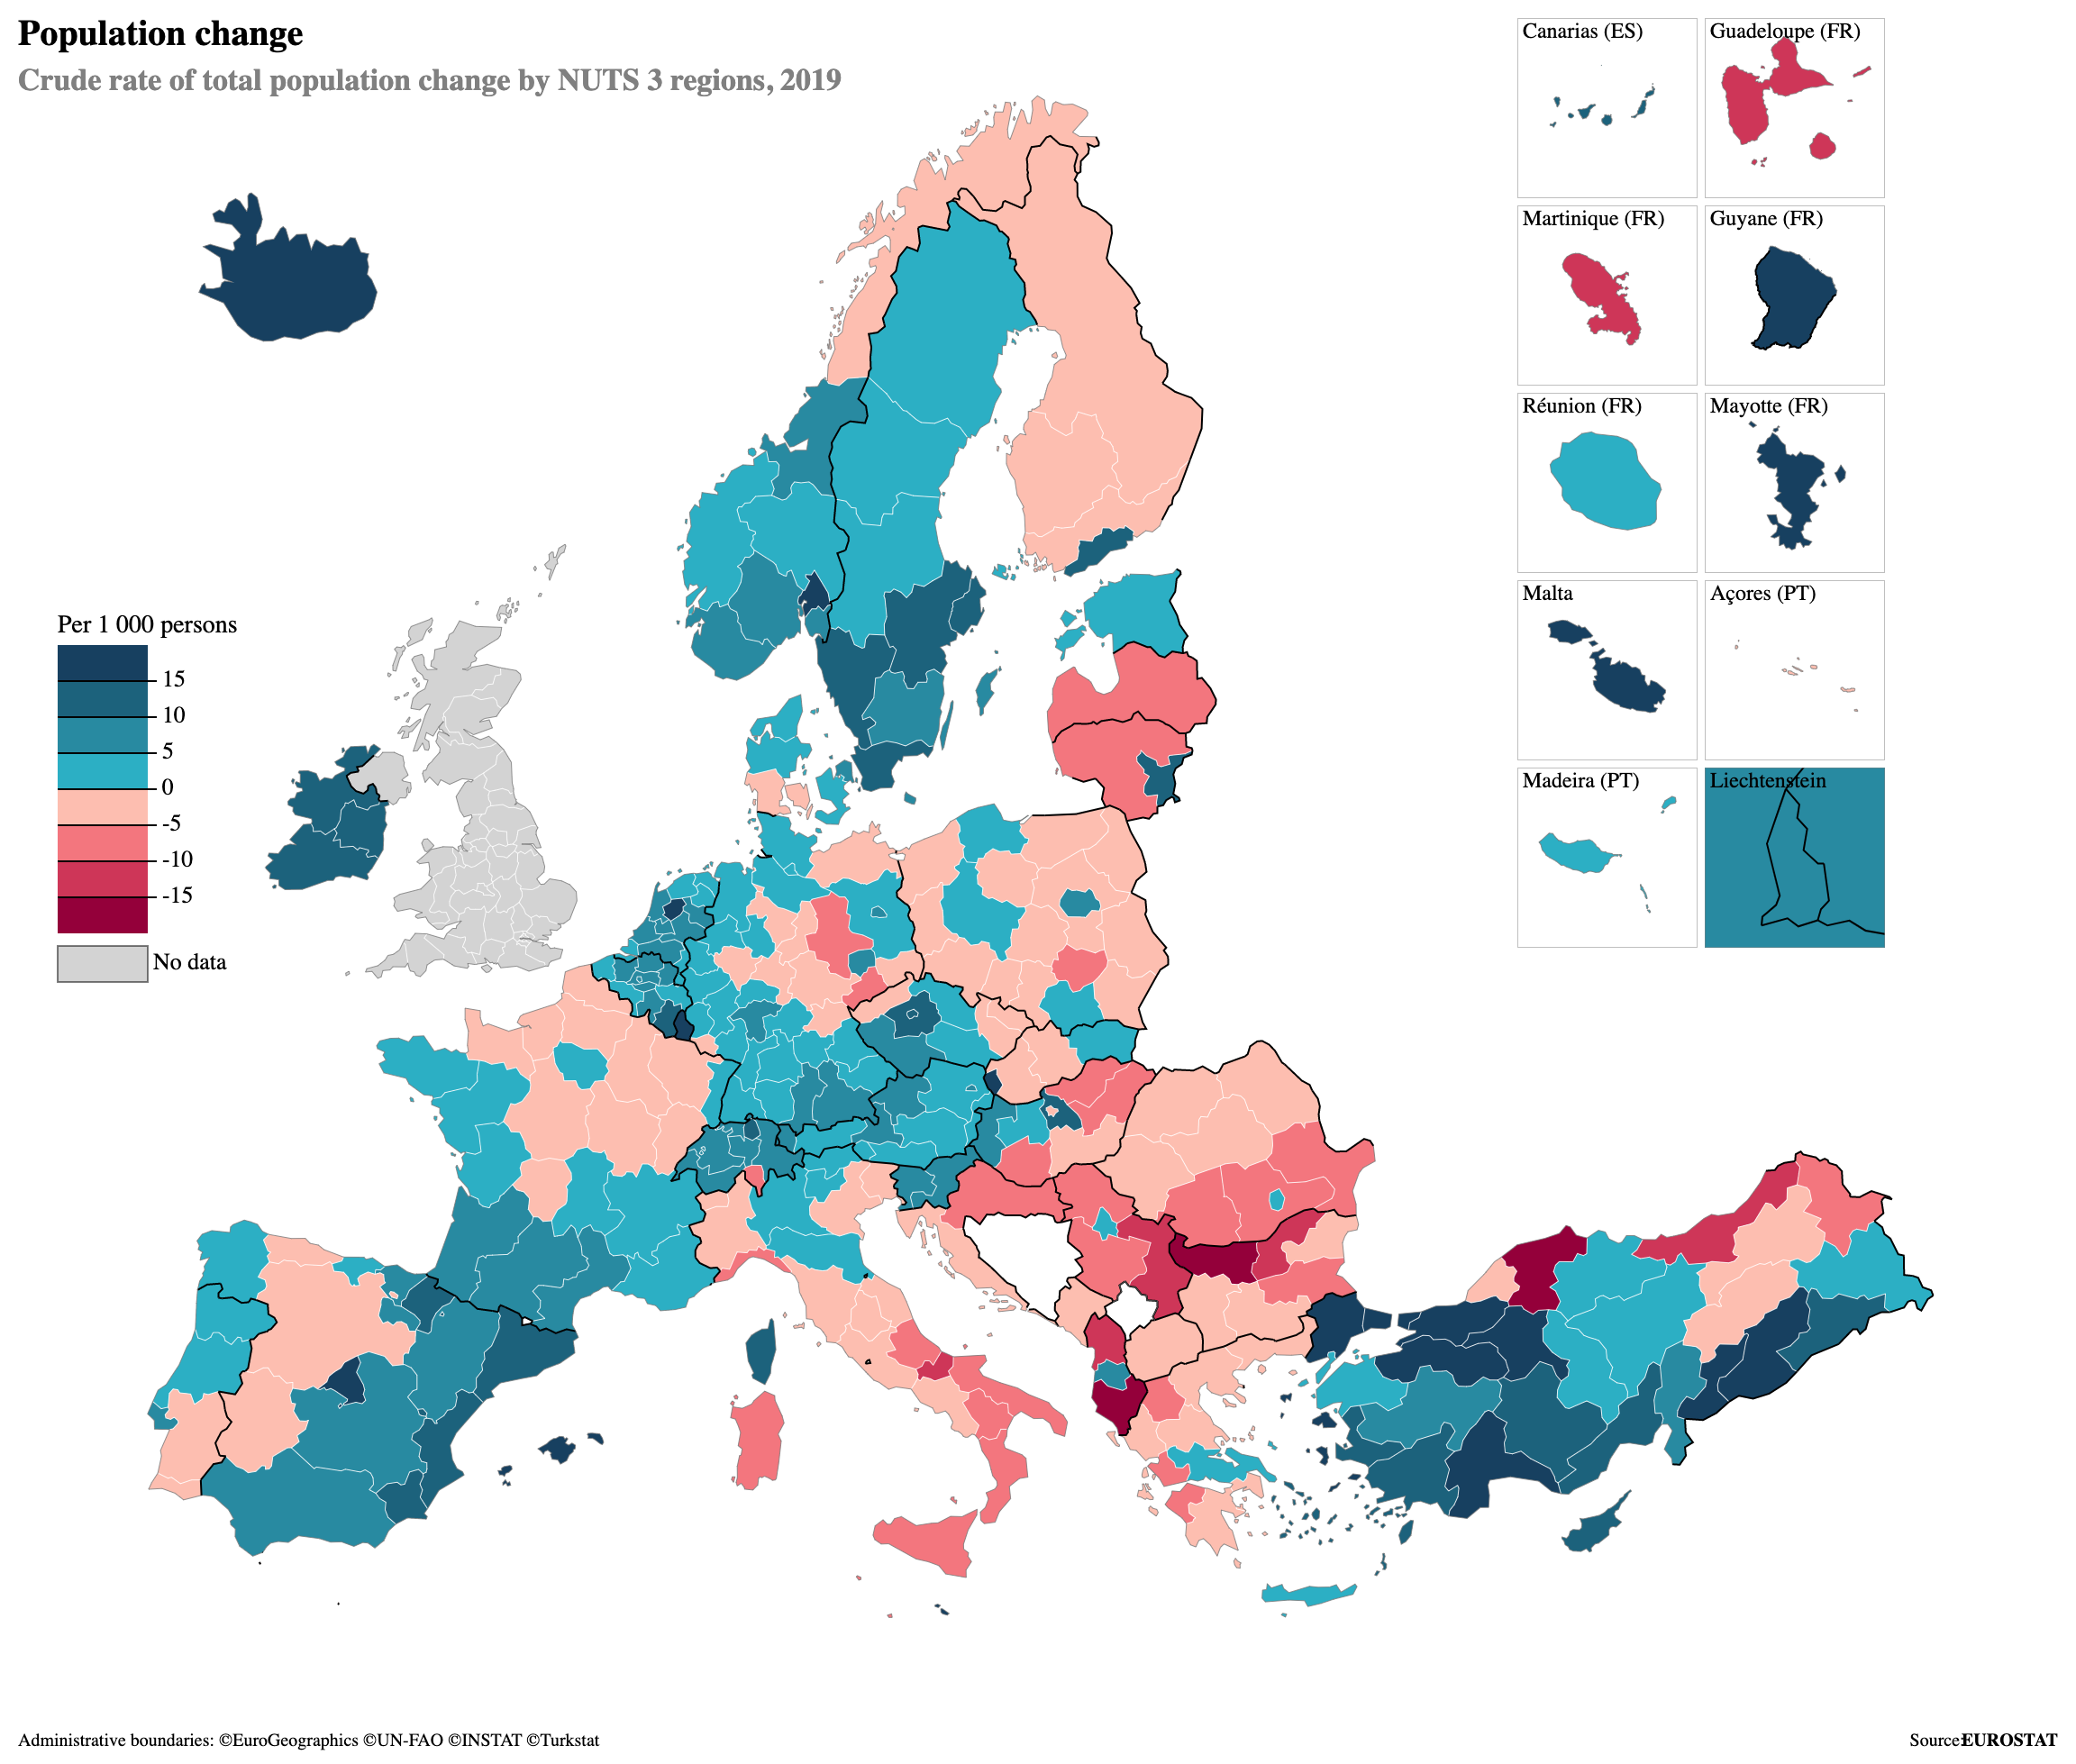 Population change
Crude rate of total population change by NUTS 3 regions, 2019
Canarias (ES)
Guadeloupe (FR)
Martinique (FR)
Guyane (FR)
Réunion (FR)
Mayotte (FR)
Malta
Açores (PT)
Madeira (PT)
Liechtenstein
Per 1 000 persons
15
10
5
0
-5
-10
-15
No data
Administrative boundaries: ©EuroGeographics ©UN-FAO ©INSTAT ©Turkstat
Source:EUROSTAT